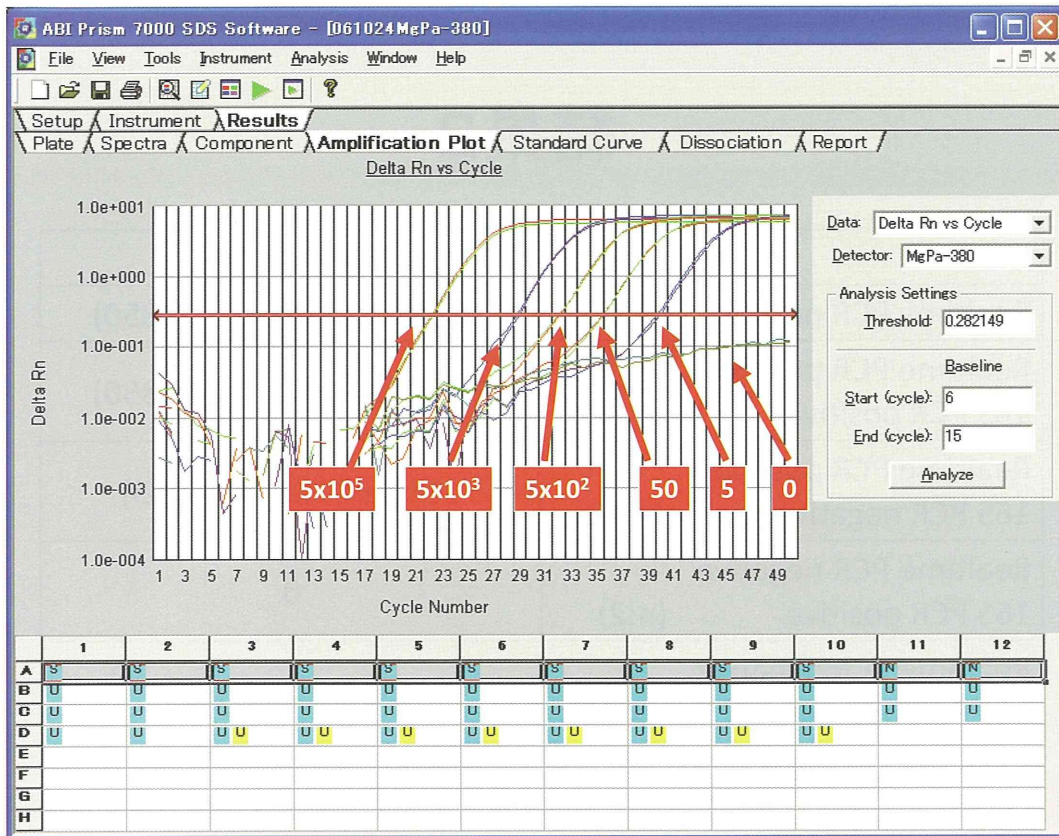 ABI Prism 7000 SDS Software - [061024MgPa-380]
File View Tools Instrument Analysis Window Help
Setup Instrument Results
Plate Spectra Component Amplification Plot Standard Curve Dissociation Report
Delta Rn vs Cycle
1.0e+001
1.0e+000
1.0e-001
1.0e-002
1.0e-003
1.0e-004
Delta Rn
5x10⁵ 5x10³ 5x10² 50 5 0
1 3 5 7 9 11 13 15 17 19 21 23 25 27 29 31 33 35 37 39 41 43 45 47 49
Cycle Number
Data: Delta Rn vs Cycle
Detector: MgPa-380
Analysis Settings
Threshold: 0.282149
Baseline
Start (cycle): 6
End (cycle): 15
Analyze
1 2 3 4 5 6 7 8 9 10 11 12
A S S S S S S S S S S N N
B U U U U U U U U U U U U
C U U U U U U U U U U U U
D U U U U U U U U U U U U U U U U U U
E
F
G
H